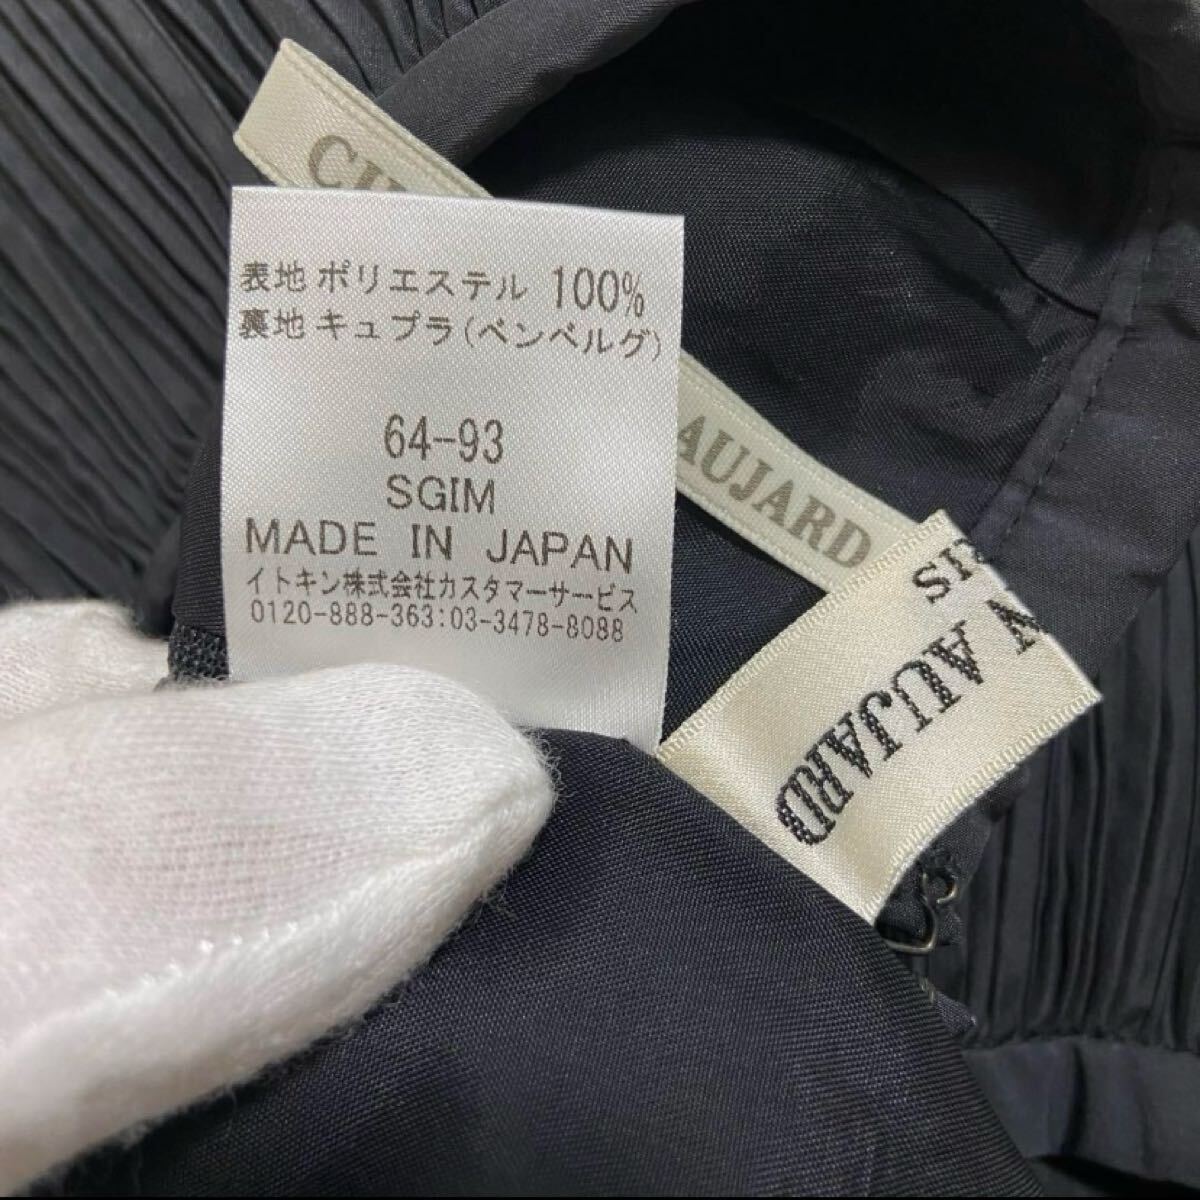 CI
表地 ポリエステル 100%
裏地 キュプラ(ベンベルグ)
64-93
SGIM
MADE IN JAPAN
イトキン株式会社カスタマーサービス
0120-888-363:03-3478-8088
AUJARD
AUJARD